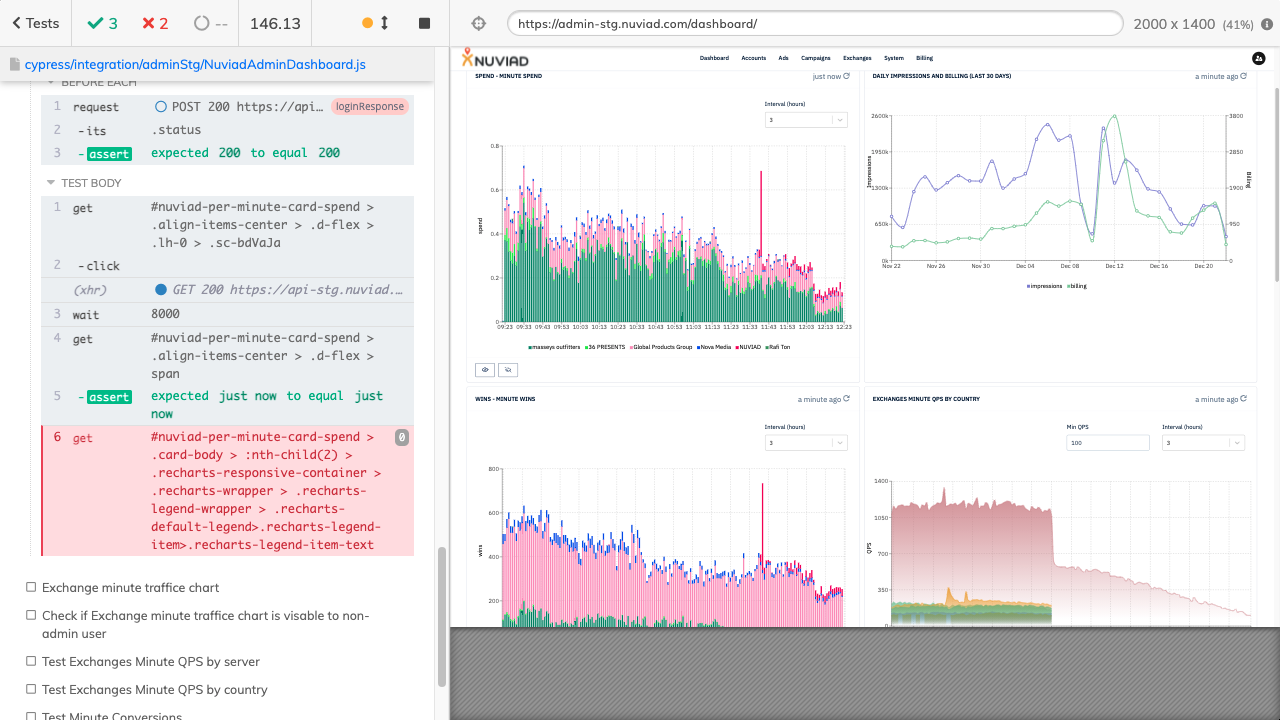 Tests
3
2
--
146.13
https://admin-stg.nuviad.com/dashboard/
2000 x 1400 (41%)
cypress/integration/adminStg/NuviadAdminDashboard.js
BEFORE EACH
1 request POST 200 https://api… loginResponse
2 -its .status
3 -assert expected 200 to equal 200
TEST BODY
1 get #nuviad-per-minute-card-spend >
.align-items-center > .d-flex >
.lh-0 > .sc-bdVaJa
2 -click
(xhr) GET 200 https://api-stg.nuviad.…
3 wait 8000
4 get #nuviad-per-minute-card-spend >
.align-items-center > .d-flex >
span
5 -assert expected just now to equal just
now
6 get #nuviad-per-minute-card-spend > 0
.card-body > :nth-child(2) >
.recharts-responsive-container >
.recharts-wrapper > .recharts-
legend-wrapper > .recharts-
default-legend>.recharts-legend-
item>.recharts-legend-item-text
Exchange minute traffice chart
Check if Exchange minute traffice chart is visable to non-
admin user
Test Exchanges Minute QPS by server
Test Exchanges Minute QPS by country
Test Minute Conversions
NUVIAD
Dashboard Accounts Ads Campaigns Exchanges System Billing
SPEND - MINUTE SPEND
just now
Interval (hours)
3
0.8
0.6
0.4
0.2
0
spend
09:23 09:33 09:43 09:53 10:03 10:13 10:23 10:33 10:43 10:53 11:03 11:13 11:23 11:33 11:43 11:53 12:03 12:13 12:23
masseys outfitters 36 PRESENTS Global Products Group Nova Media NUVIAD Rafi Ton
DAILY IMPRESSIONS AND BILLING (LAST 30 DAYS)
a minute ago
2600k
1950k
1300k
650k
0k
Impressions
3800
2850
1900
950
0
Billing
Nov 22 Nov 26 Nov 30 Dec 04 Dec 08 Dec 12 Dec 16 Dec 20
impressions billing
WINS - MINUTE WINS
a minute ago
Interval (hours)
3
800
600
400
200
wins
EXCHANGES MINUTE QPS BY COUNTRY
a minute ago
Min QPS Interval (hours)
100 3
1400
1050
700
350
0
QPS